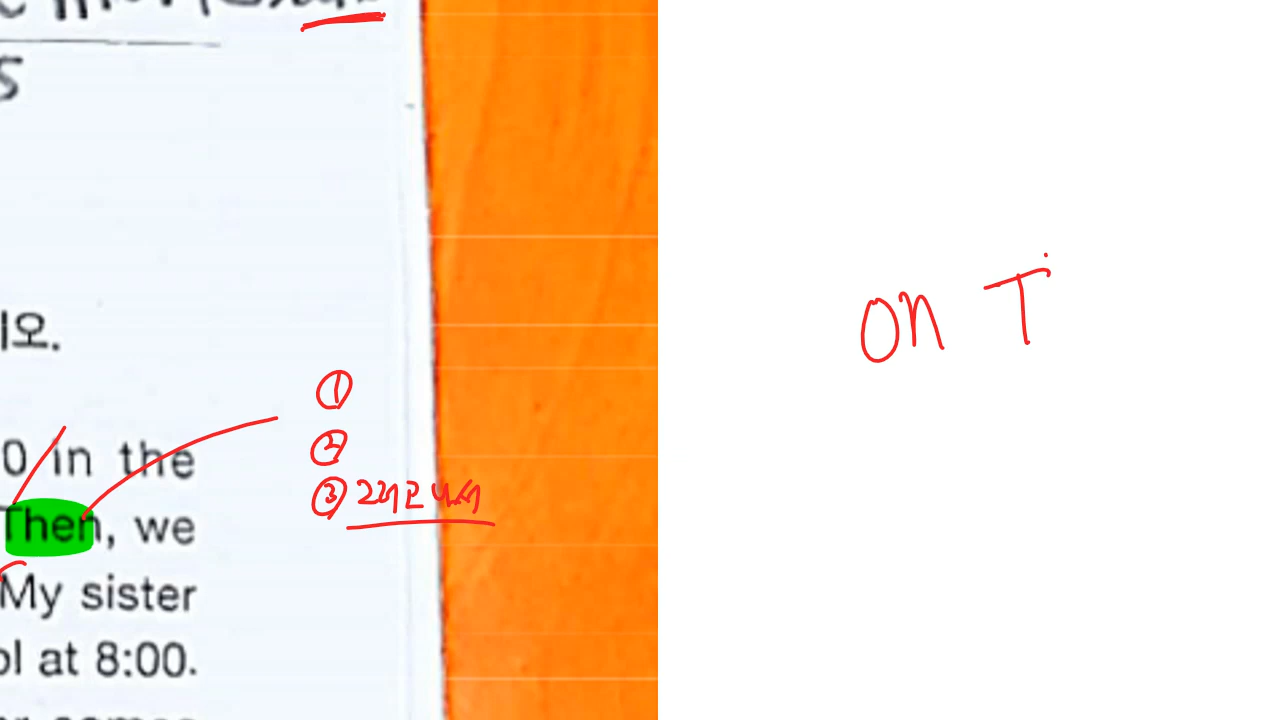 s
오.
0 in the
①
②
Then, we
③ 그리고 나서
My sister
ol at 8:00.
on T